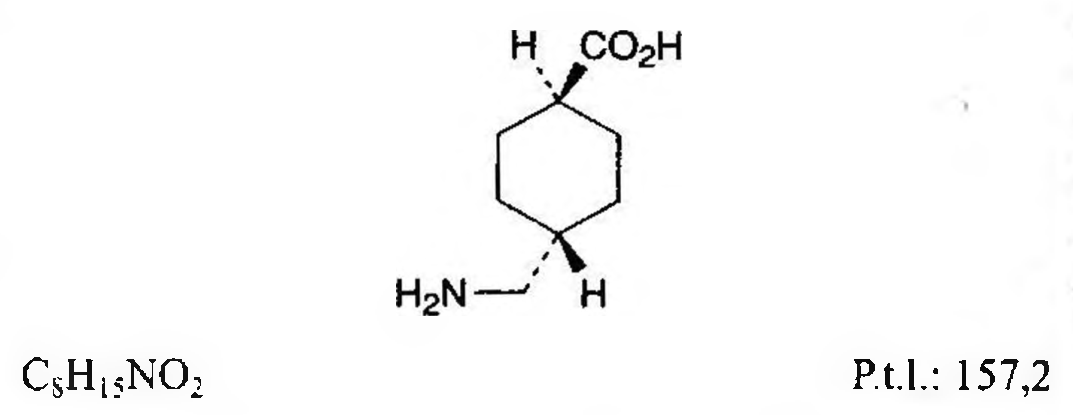 H CO₂H
H₂N H
C₈H₁₅NO₂ P.t.l.: 157,2